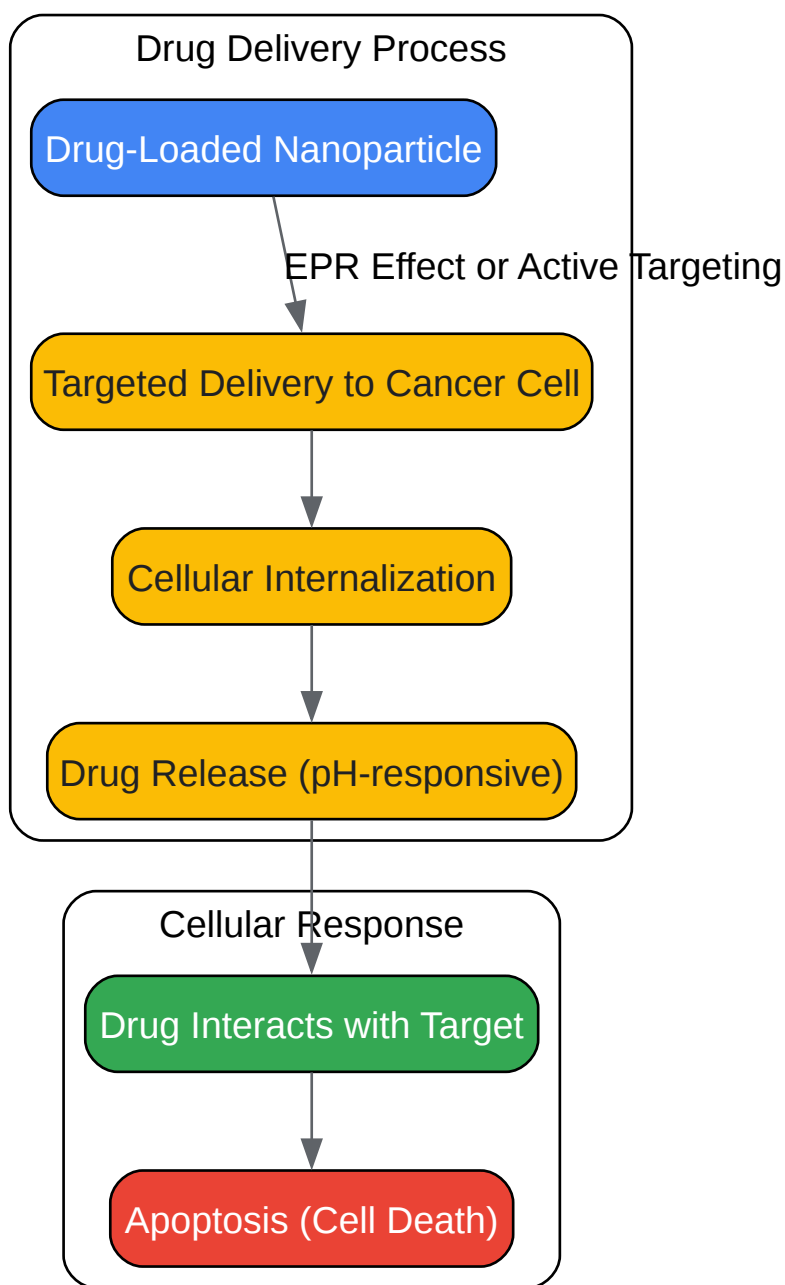 Drug Delivery Process
Drug-Loaded Nanoparticle
EPR Effect or Active Targeting
Targeted Delivery to Cancer Cell
Cellular Internalization
Drug Release (pH-responsive)
Cellular Response
Drug Interacts with Target
Apoptosis (Cell Death)